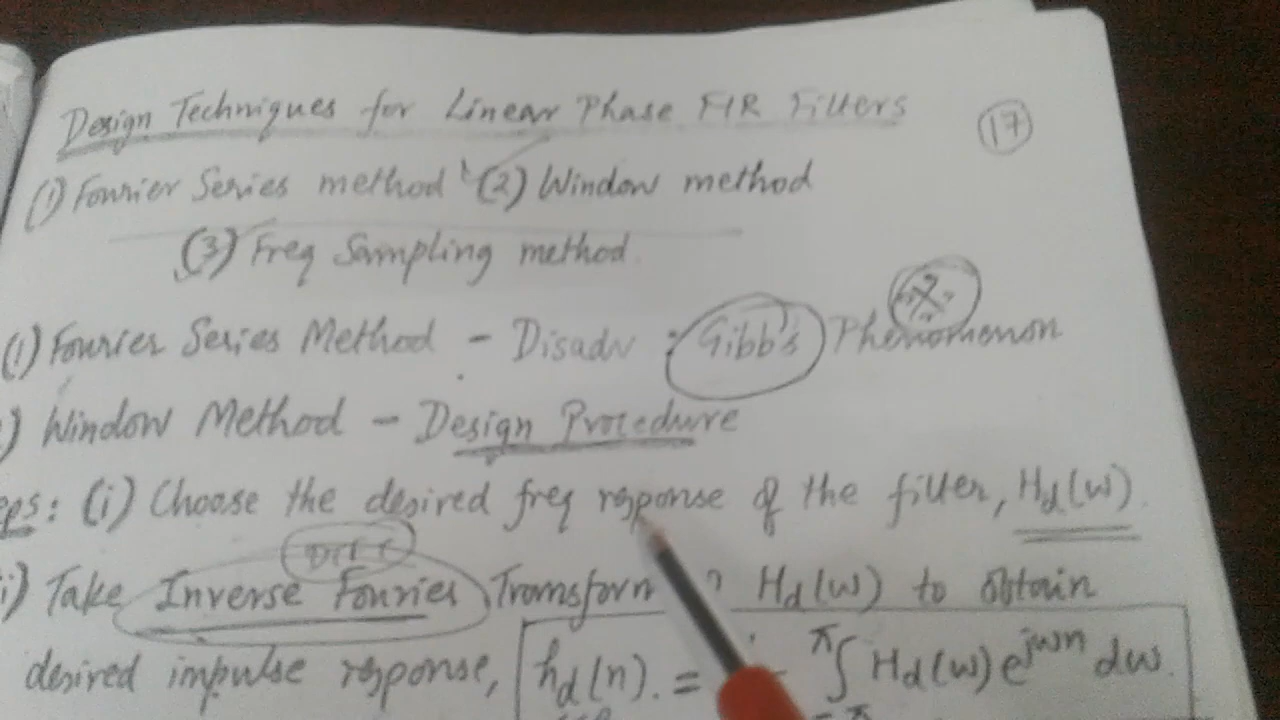 Design Techniques for Linear Phase FIR Filters
17
(1) Fourier Series method (2) Window method
(3) Freq Sampling method.
(1) Fourier Series Method - Disadv : Gibb's Phenomenon
) Window Method - Design Procedure
eps: (i) Choose the desired freq response of the filter, Hd(w).
i) Take Inverse Fourier Transform Hd(w) to obtain
desired impulse response, hd(n). = π∫-π Hd(w) e^jwn dw.